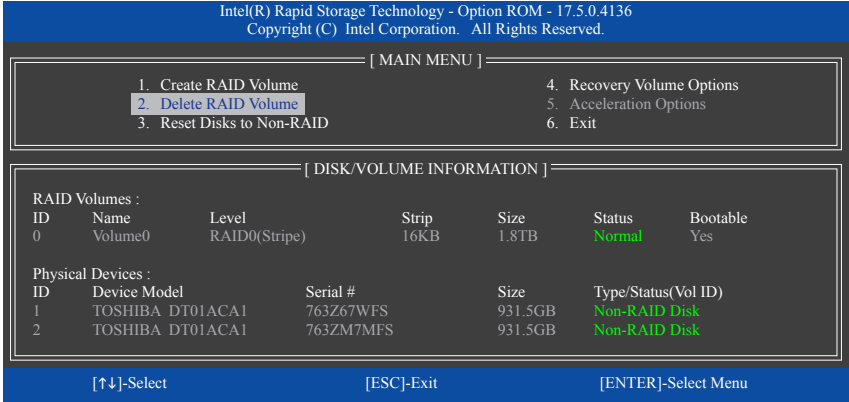 Intel(R) Rapid Storage Technology - Option ROM - 17.5.0.4136
Copyright (C) Intel Corporation. All Rights Reserved.
[ MAIN MENU ]
1. Create RAID Volume 4. Recovery Volume Options
2. Delete RAID Volume 5. Acceleration Options
3. Reset Disks to Non-RAID 6. Exit
[ DISK/VOLUME INFORMATION ]
RAID Volumes :
ID Name Level Strip Size Status Bootable
0 Volume0 RAID0(Stripe) 16KB 1.8TB Normal Yes
Physical Devices :
ID Device Model Serial # Size Type/Status(Vol ID)
1 TOSHIBA DT01ACA1 763Z67WFS 931.5GB Non-RAID Disk
2 TOSHIBA DT01ACA1 763ZM7MFS 931.5GB Non-RAID Disk
[↑↓]-Select [ESC]-Exit [ENTER]-Select Menu